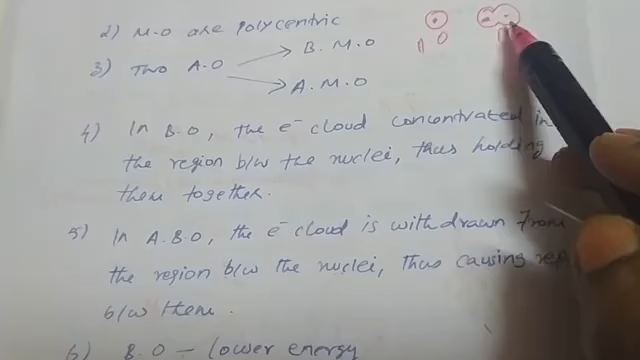 2) M.O are polycentric
A O
3) Two A.O → B.M.O
→ A.M.O
4) In B.O, the e⁻ cloud concentrated in
the region b/w the nuclei, thus holding
them together.
5) In A.B.O, the e⁻ cloud is withdrawn from
the region b/w the nuclei, thus causing
b/w them.
6) B.O – Lower energy